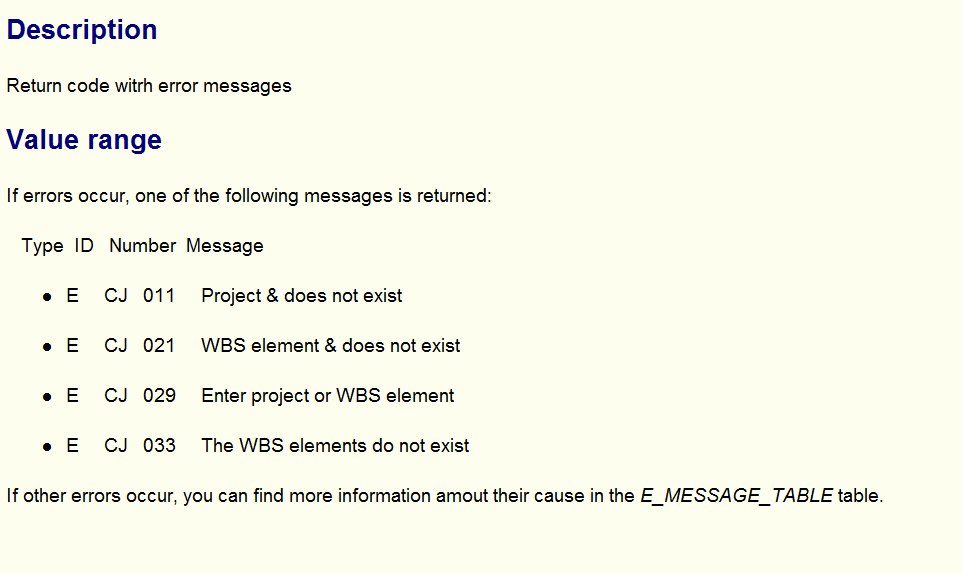 Description
Return code witrh error messages
Value range
If errors occur, one of the following messages is returned:
Type ID Number Message
● E CJ 011 Project & does not exist
● E CJ 021 WBS element & does not exist
● E CJ 029 Enter project or WBS element
● E CJ 033 The WBS elements do not exist
If other errors occur, you can find more information amout their cause in the E_MESSAGE_TABLE table.